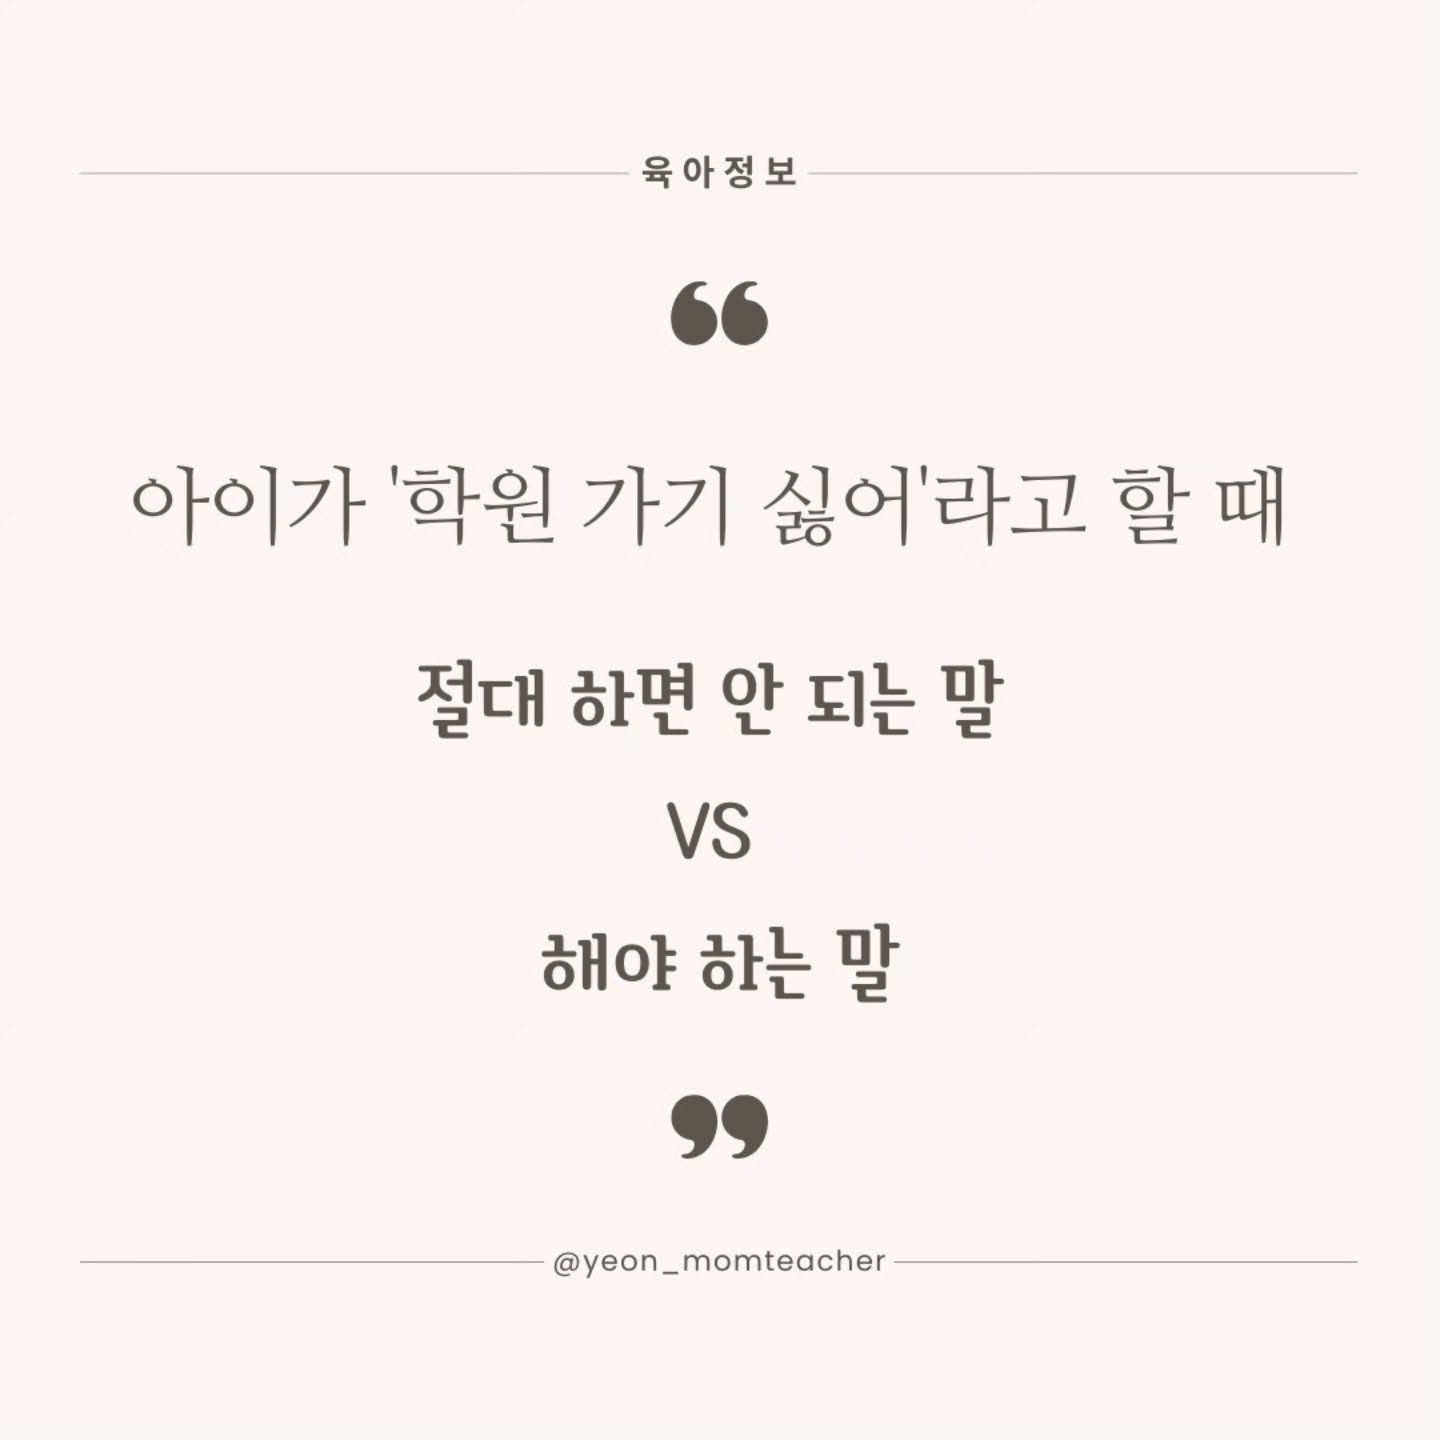 육아정보
“
아이가 '학원 가기 싫어'라고 할 때
절대 하면 안 되는 말
VS
해야 하는 말
”
@yeon_momteacher